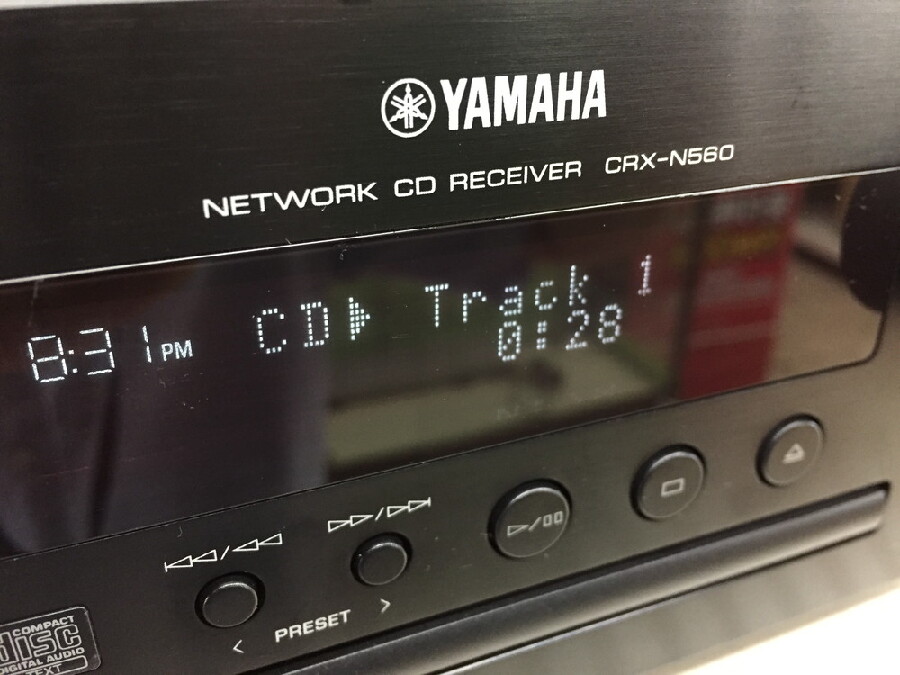 YAMAHA
NETWORK CD RECEIVER CRX-N560
8:31 PM CD Track 1
0:28
PRESET
COMPACT
disc
DIGITAL AUDIO
TEXT